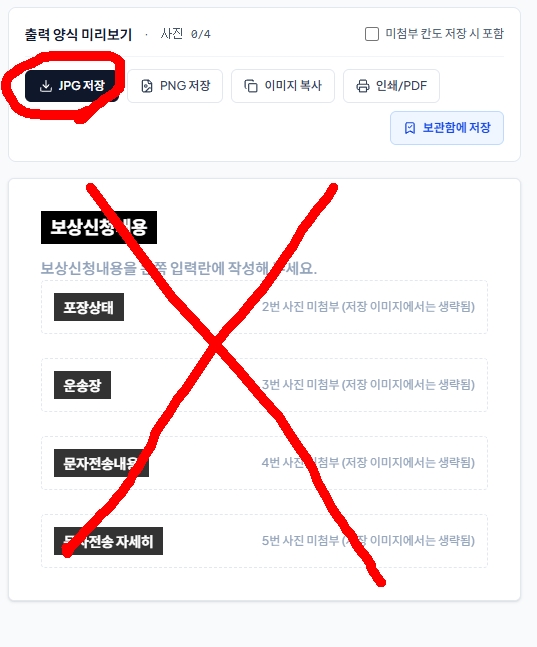 출력 양식 미리보기 · 사진 0/4
미첨부 칸도 저장 시 포함
JPG 저장
PNG 저장
이미지 복사
인쇄/PDF
보관함에 저장
보상신청내용
보상신청내용을 왼쪽 입력란에 작성해 주세요.
포장상태
2번 사진 미첨부 (저장 이미지에서는 생략됨)
운송장
3번 사진 미첨부 (저장 이미지에서는 생략됨)
문자전송내용
4번 사진 미첨부 (저장 이미지에서는 생략됨)
문자전송 자세히
5번 사진 미첨부 (저장 이미지에서는 생략됨)